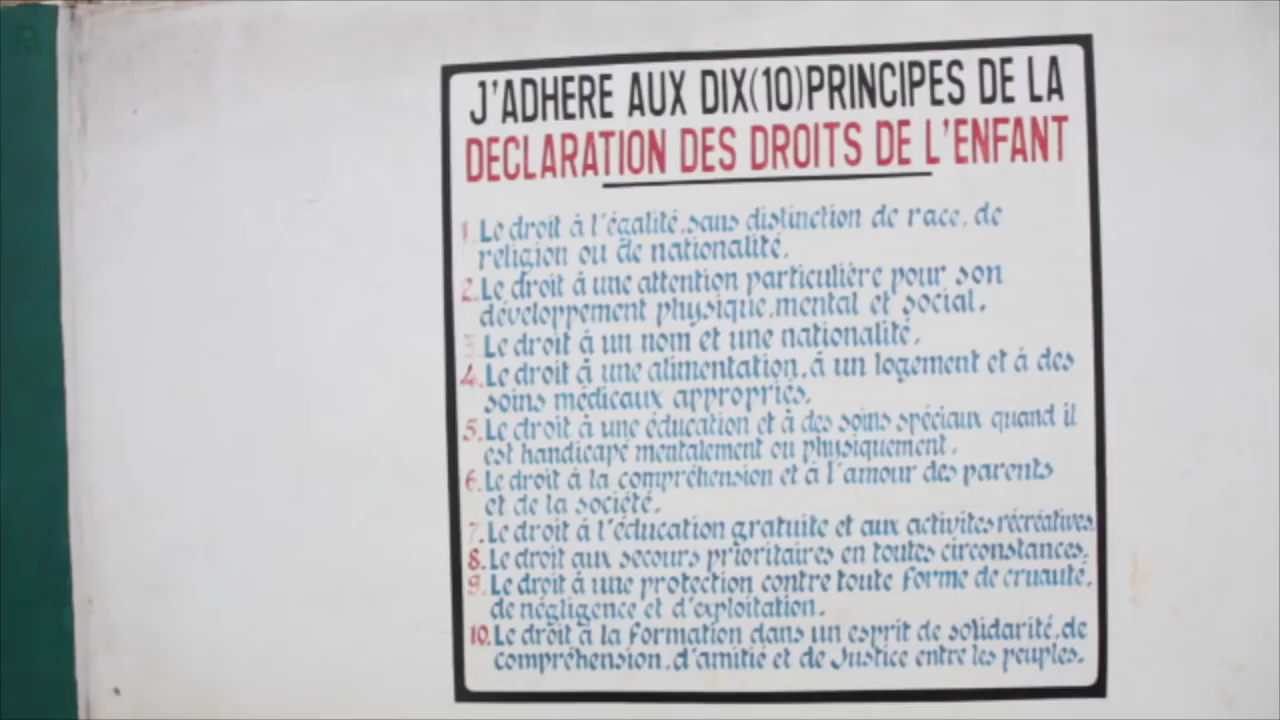 J'ADHERE AUX DIX(10)PRINCIPES DE LA
DECLARATION DES DROITS DE L'ENFANT
1. Le droit à l'égalité, sans distinction de race, de
religion ou de nationalité.
2. Le droit à une attention particulière pour son
développement physique, mental et social.
3. Le droit à un nom et une nationalité.
4. Le droit à une alimentation, à un logement et à des
soins médicaux appropriés.
5. Le droit à une éducation et à des soins spéciaux quand il
est handicapé mentalement ou physiquement.
6. Le droit à la compréhension et à l'amour des parents
et de la société.
7. Le droit à l'éducation gratuite et aux activites récréatives.
8. Le droit aux secours prioritaires en toutes circonstances.
9. Le droit à une protection contre toute forme de cruauté,
de négligence et d'exploitation.
10. Le droit à la formation dans un esprit de solidarité, de
compréhension, d'amitié et de Justice entre les peuples.